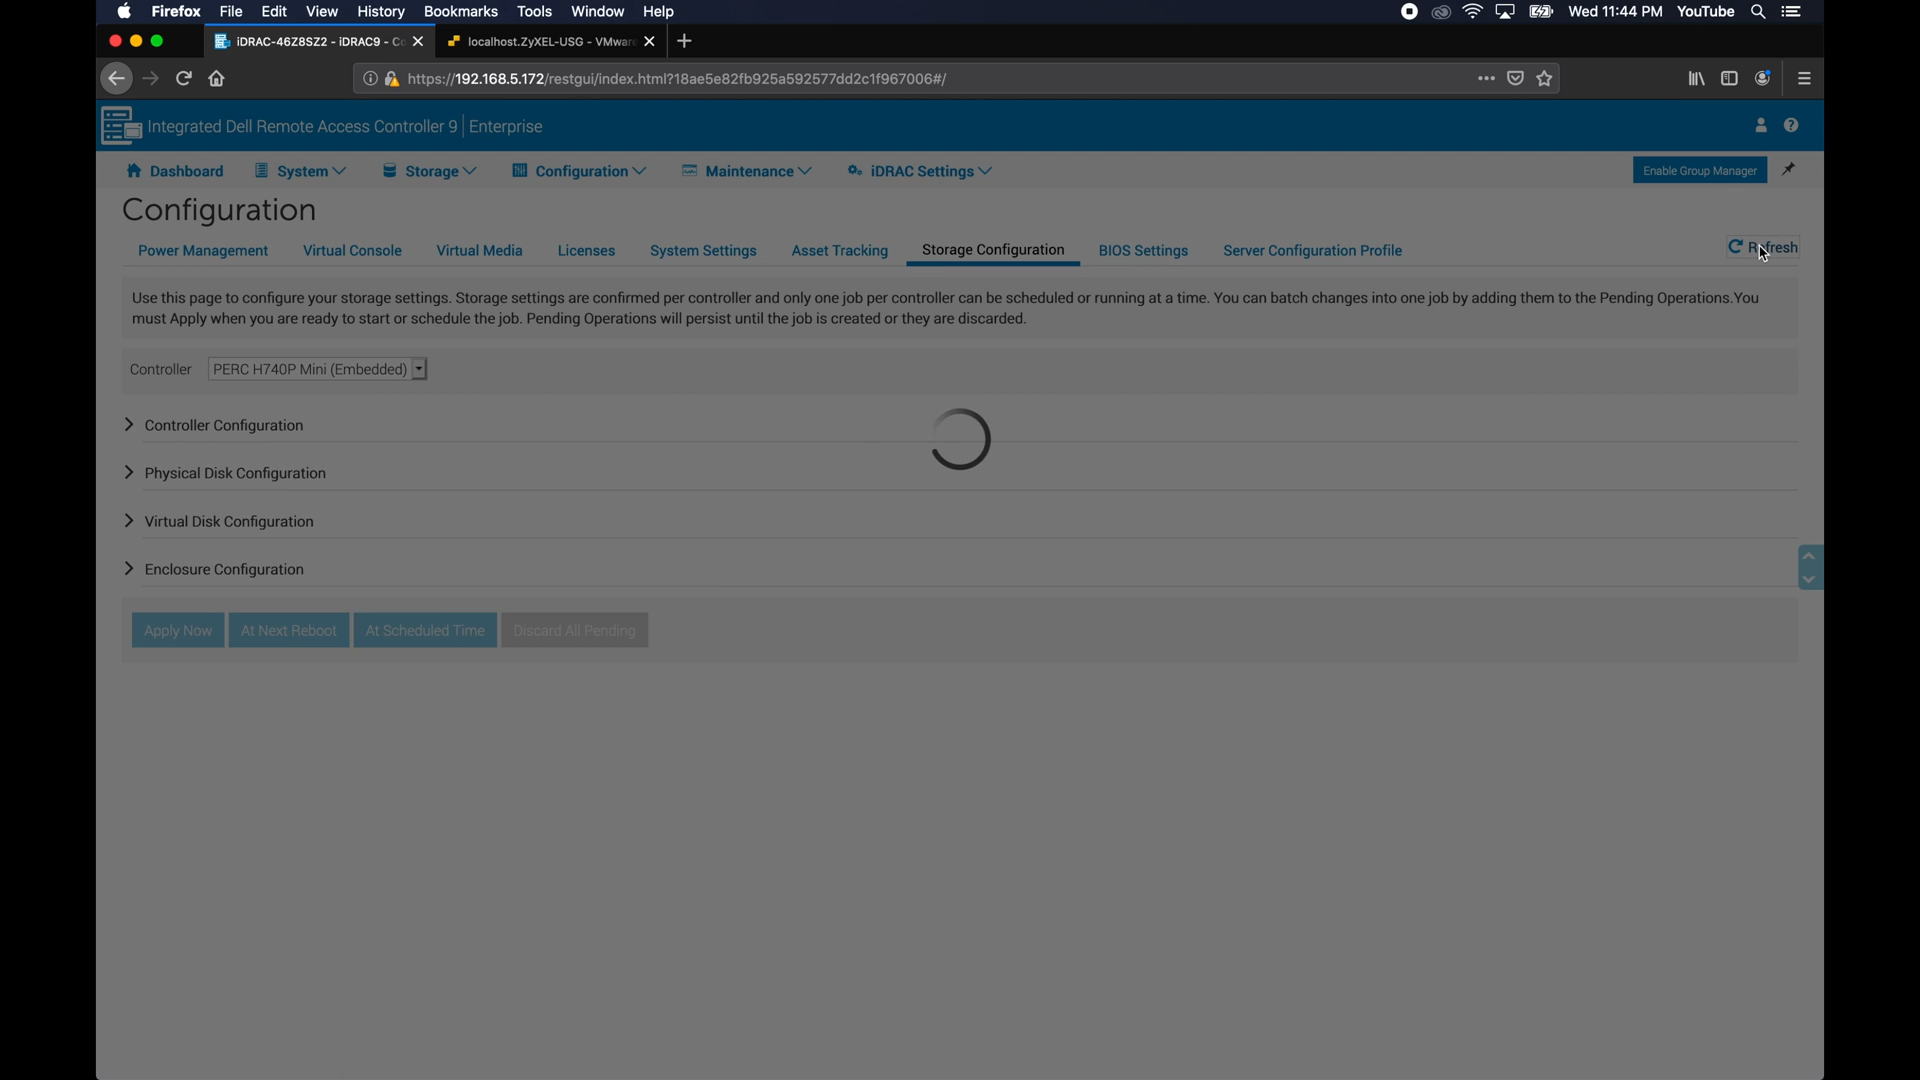 Firefox File Edit View History Bookmarks Tools Window Help Wed 11:44 PM YouTube
iDRAC-46Z8SZ2 - iDRAC9 - Co localhost.ZyXEL-USG - VMware
https://192.168.5.172/restgui/index.html?18ae5e82fb925a592577dd2c1f967006#/
Integrated Dell Remote Access Controller 9 | Enterprise
Dashboard System Storage Configuration Maintenance iDRAC Settings Enable Group Manager
Configuration
Power Management Virtual Console Virtual Media Licenses System Settings Asset Tracking Storage Configuration BIOS Settings Server Configuration Profile Refresh
Use this page to configure your storage settings. Storage settings are confirmed per controller and only one job per controller can be scheduled or running at a time. You can batch changes into one job by adding them to the Pending Operations.You
must Apply when you are ready to start or schedule the job. Pending Operations will persist until the job is created or they are discarded.
Controller PERC H740P Mini (Embedded)
Controller Configuration
Physical Disk Configuration
Virtual Disk Configuration
Enclosure Configuration
Apply Now At Next Reboot At Scheduled Time Discard All Pending